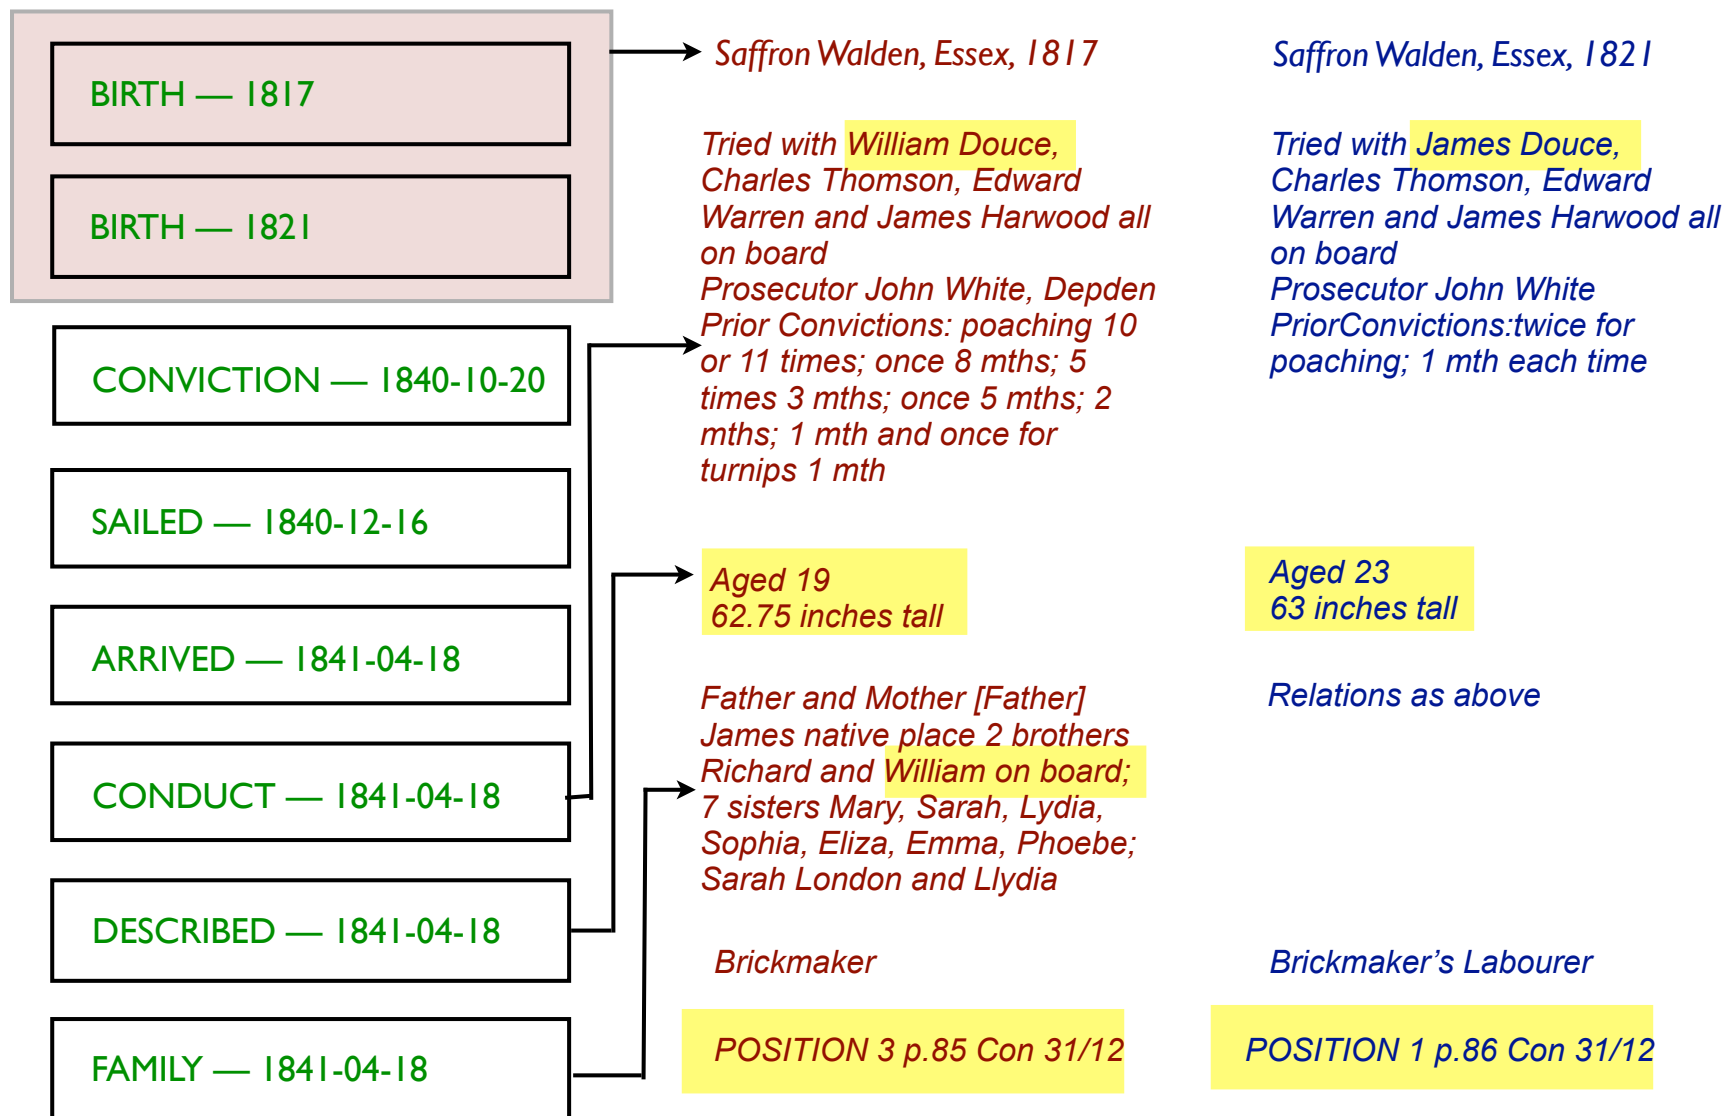 BIRTH — 1817
BIRTH — 1821
CONVICTION — 1840-10-20
SAILED — 1840-12-16
ARRIVED — 1841-04-18
CONDUCT — 1841-04-18
DESCRIBED — 1841-04-18
FAMILY — 1841-04-18
Saffron Walden, Essex, 1817
Tried with William Douce,
Charles Thomson, Edward
Warren and James Harwood all
on board
Prosecutor John White, Depden
Prior Convictions: poaching 10
or 11 times; once 8 mths; 5
times 3 mths; once 5 mths; 2
mths; 1 mth and once for
turnips 1 mth
Aged 19
62.75 inches tall
Father and Mother [Father]
James native place 2 brothers
Richard and William on board;
7 sisters Mary, Sarah, Lydia,
Sophia, Eliza, Emma, Phoebe;
Sarah London and Llydia
Brickmaker
POSITION 3 p.85 Con 31/12
Saffron Walden, Essex, 1821
Tried with James Douce,
Charles Thomson, Edward
Warren and James Harwood all
on board
Prosecutor John White
PriorConvictions:twice for
poaching; 1 mth each time
Aged 23
63 inches tall
Relations as above
Brickmaker's Labourer
POSITION 1 p.86 Con 31/12